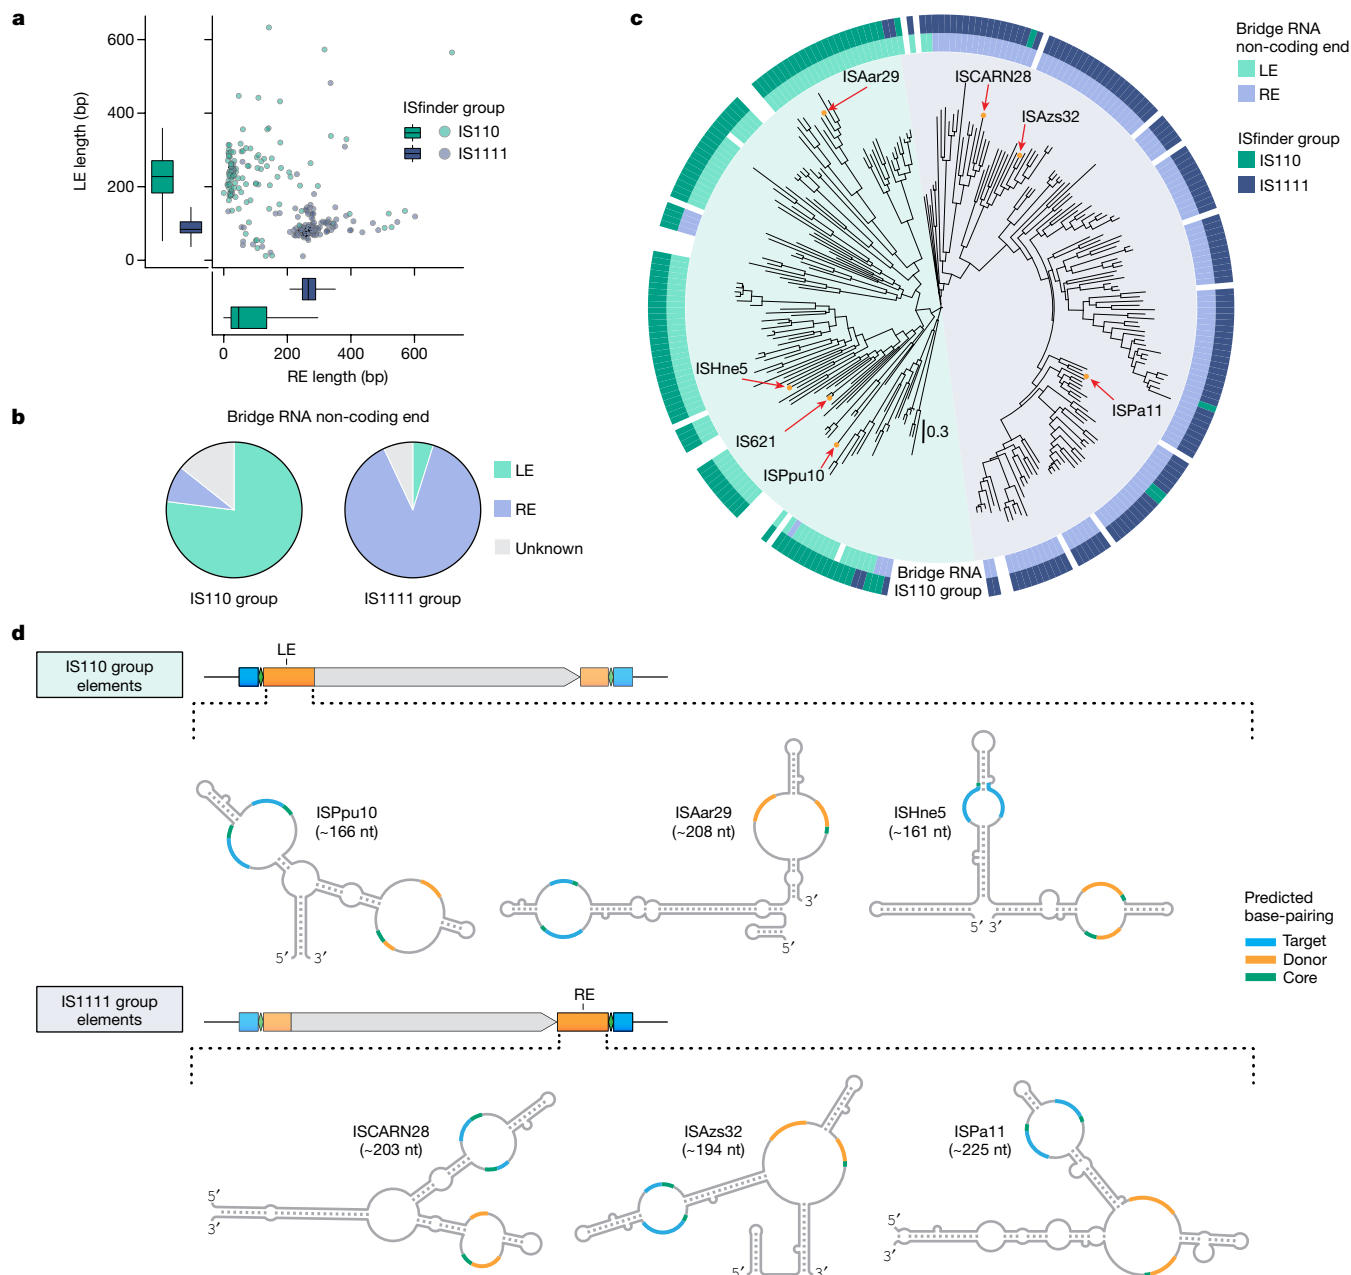 a
600
400
200
0
LE length (bp)
ISfinder group
IS110
IS1111
0
200
400
600
RE length (bp)
b
Bridge RNA non-coding end
LE
RE
Unknown
IS110 group
IS1111 group
c
ISAar29
ISCARN28
ISAzs32
ISHne5
IS621
ISPpu10
ISPa11
0.3
Bridge RNA
IS110 group
Bridge RNA
non-coding end
LE
RE
ISfinder group
IS110
IS1111
d
IS110 group
elements
LE
ISPpu10
(~166 nt)
5′
3′
ISAar29
(~208 nt)
3′
5′
ISHne5
(~161 nt)
5′
3′
Predicted
base-pairing
Target
Donor
Core
IS1111 group
elements
RE
ISCARN28
(~203 nt)
5′
3′
ISAzs32
(~194 nt)
5′
3′
ISPa11
(~225 nt)
5′
3′